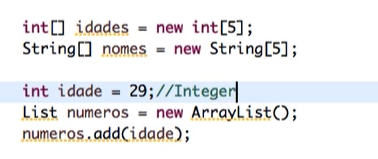 int[] idades = new int[5];
String[] nomes = new String[5];
int idade = 29;//Integer
List numeros = new ArrayList();
numeros.add(idade);